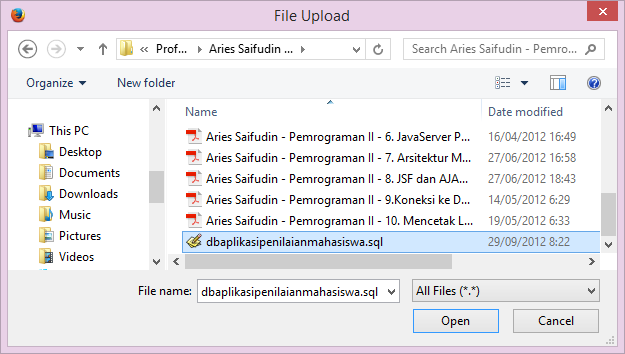 File Upload
« Prof... ▸ Aries Saifudin ... ▸
Search Aries Saifudin - Pemro...
Organize
New folder
Name
Date modified
This PC
Desktop
Documents
Downloads
Music
Pictures
Videos
Aries Saifudin - Pemrograman II - 6. JavaServer P... 16/04/2012 16:49
Aries Saifudin - Pemrograman II - 7. Arsitektur M... 27/06/2012 16:58
Aries Saifudin - Pemrograman II - 8. JSF dan AJA... 27/06/2012 18:43
Aries Saifudin - Pemrograman II - 9.Koneksi ke D... 14/05/2012 6:29
Aries Saifudin - Pemrograman II - 10. Mencetak L... 19/05/2012 6:33
dbaplikasipenilaianmahasiswa.sql 29/09/2012 8:22
File name: dbaplikasipenilaianmahasiswa.sql
All Files (*.*)
Open
Cancel